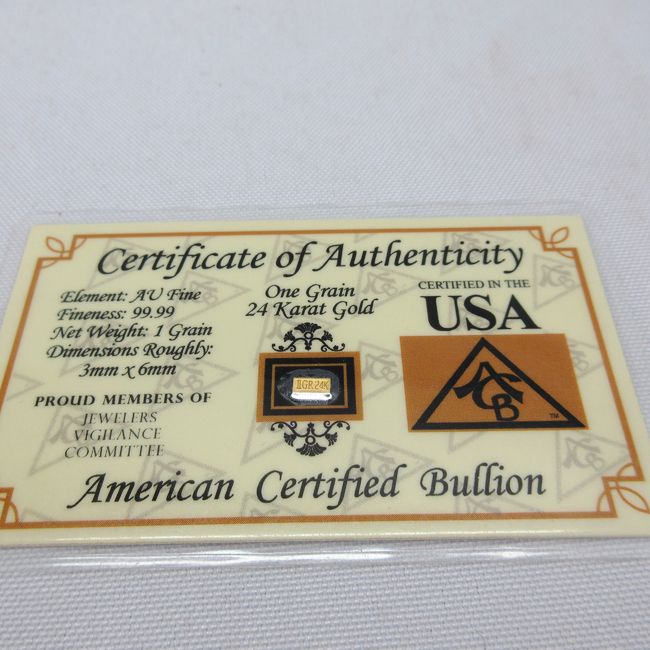 Certificate of Authenticity
Element: AU Fine
Fineness: 99.99
Net Weight: 1 Grain
Dimensions Roughly:
3mm x 6mm
PROUD MEMBERS OF
JEWELERS
VIGILANCE
COMMITTEE
One Grain
24 Karat Gold
1GR.24K
CERTIFIED IN THE
USA
ACB
TM
American Certified Bullion